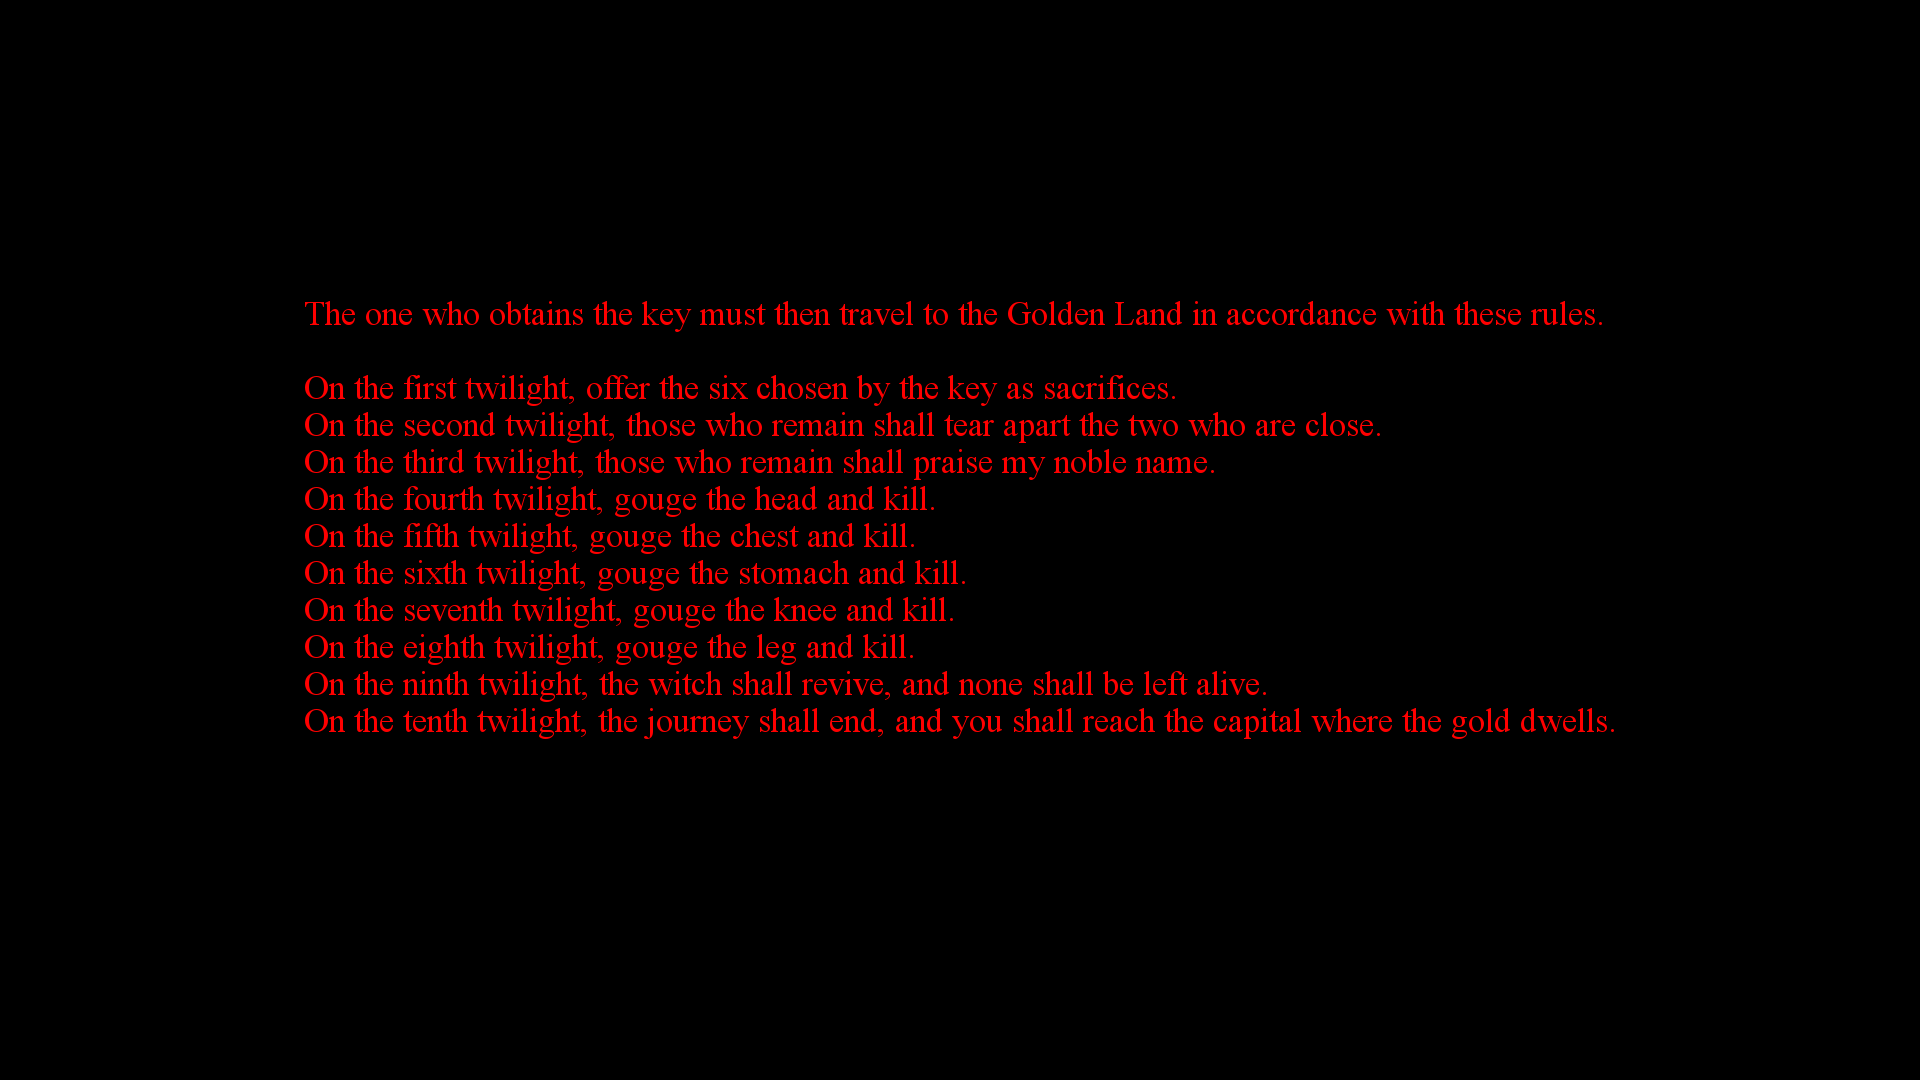 The one who obtains the key must then travel to the Golden Land in accordance with these rules.
On the first twilight, offer the six chosen by the key as sacrifices.
On the second twilight, those who remain shall tear apart the two who are close.
On the third twilight, those who remain shall praise my noble name.
On the fourth twilight, gouge the head and kill.
On the fifth twilight, gouge the chest and kill.
On the sixth twilight, gouge the stomach and kill.
On the seventh twilight, gouge the knee and kill.
On the eighth twilight, gouge the leg and kill.
On the ninth twilight, the witch shall revive, and none shall be left alive.
On the tenth twilight, the journey shall end, and you shall reach the capital where the gold dwells.